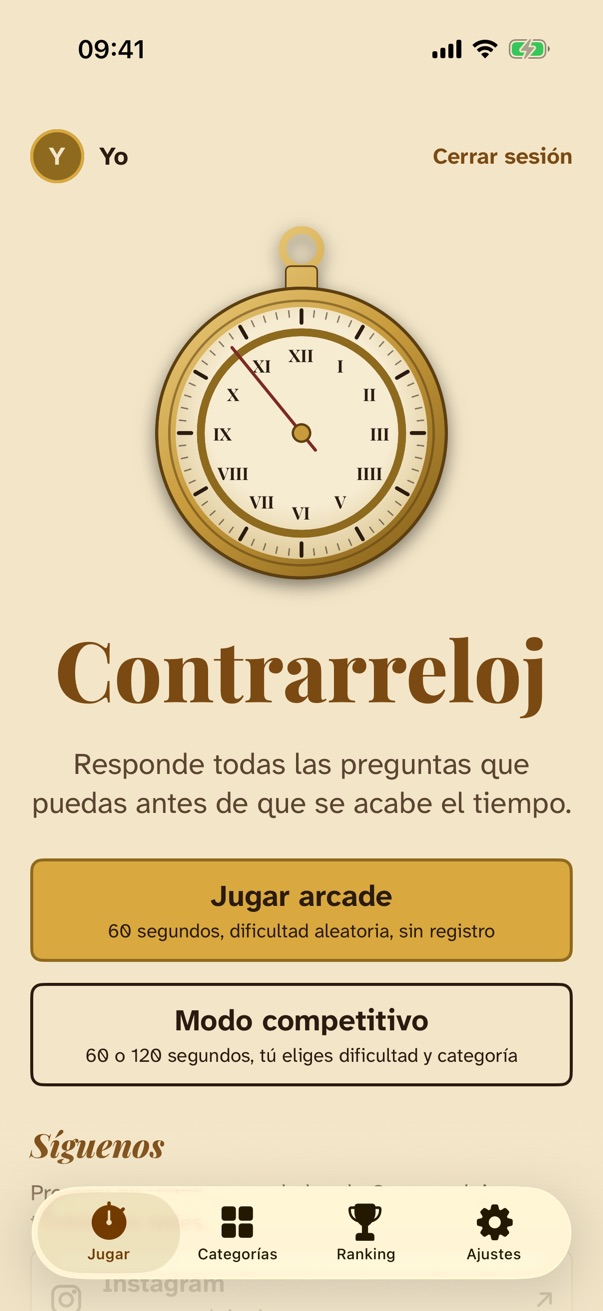 09:41
Y
Yo
Cerrar sesión
XII
XI
I
X
II
IX
III
VIII
IIII
VII
V
VI
Contrarreloj
Responde todas las preguntas que
puedas antes de que se acabe el tiempo.
Jugar arcade
60 segundos, dificultad aleatoria, sin registro
Modo competitivo
60 o 120 segundos, tú eliges dificultad y categoría
Síguenos
Jugar
Categorías
Ranking
Ajustes
Instagram